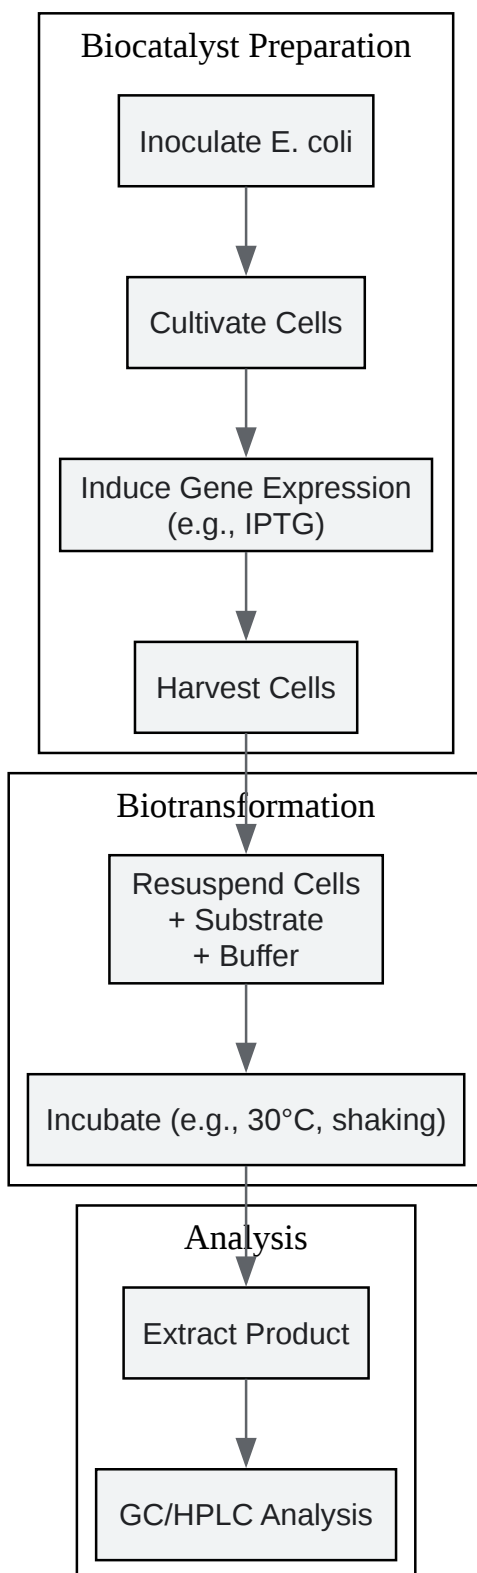 Biocatalyst Preparation
Inoculate E. coli
Cultivate Cells
Induce Gene Expression
(e.g., IPTG)
Harvest Cells
Biotransformation
Resuspend Cells
+ Substrate
+ Buffer
Incubate (e.g., 30°C, shaking)
Analysis
Extract Product
GC/HPLC Analysis